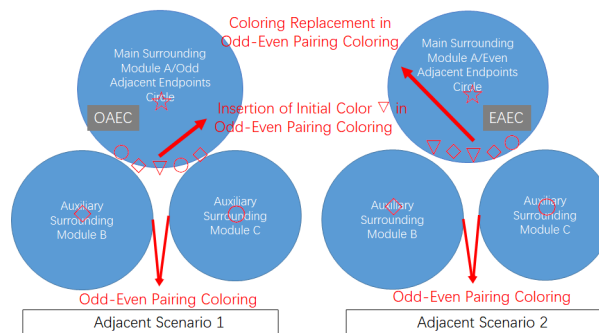 Coloring Replacement in
Odd-Even Pairing Coloring
Main Surrounding
Module A/Odd
Adjacent Endpoints
Circle
OAEC
Insertion of Initial Color ▽ in
Odd-Even Pairing Coloring
Main Surrounding
Module A/Even
Adjacent Endpoints
Circle
EAEC
Auxiliary
Surrounding
Module B
Auxiliary
Surrounding
Module C
Auxiliary
Surrounding
Module B
Auxiliary
Surrounding
Module C
Odd-Even Pairing Coloring
Odd-Even Pairing Coloring
Adjacent Scenario 1
Adjacent Scenario 2